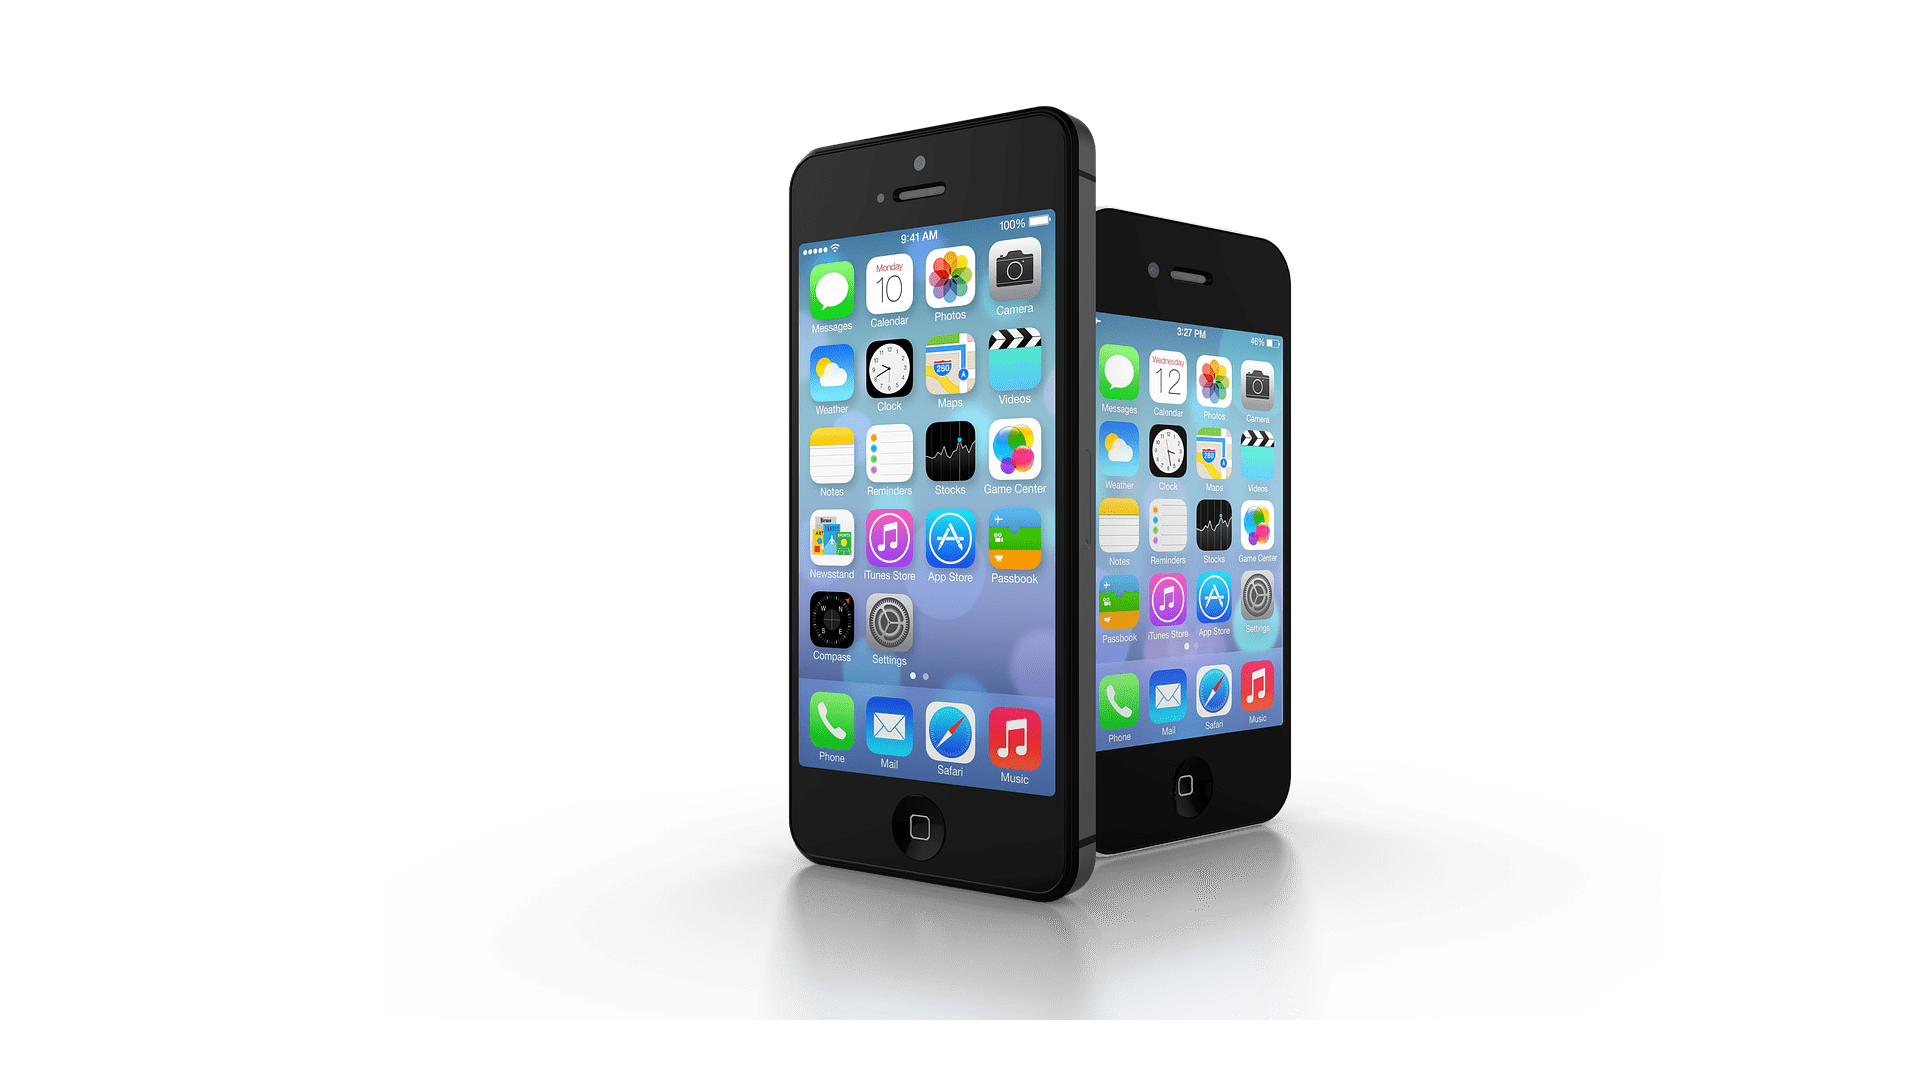 9:41 AM
100%
Monday
10
Messages
Calendar
Photos
Camera
280
A
Weather
Clock
Maps
Videos
Notes
Reminders
Stocks
Game Center
Newsstand
iTunes Store
App Store
Passbook
W N
S E
Compass
Settings
Phone
Mail
Safari
Music
3:27 PM
46%
Wednesday
12
Messages
Calendar
Photos
Camera
280
Weather
Clock
Maps
Videos
Notes
Reminders
Stocks
Game Center
Passbook
iTunes Store
App Store
Settings
Phone
Mail
Safari
Music